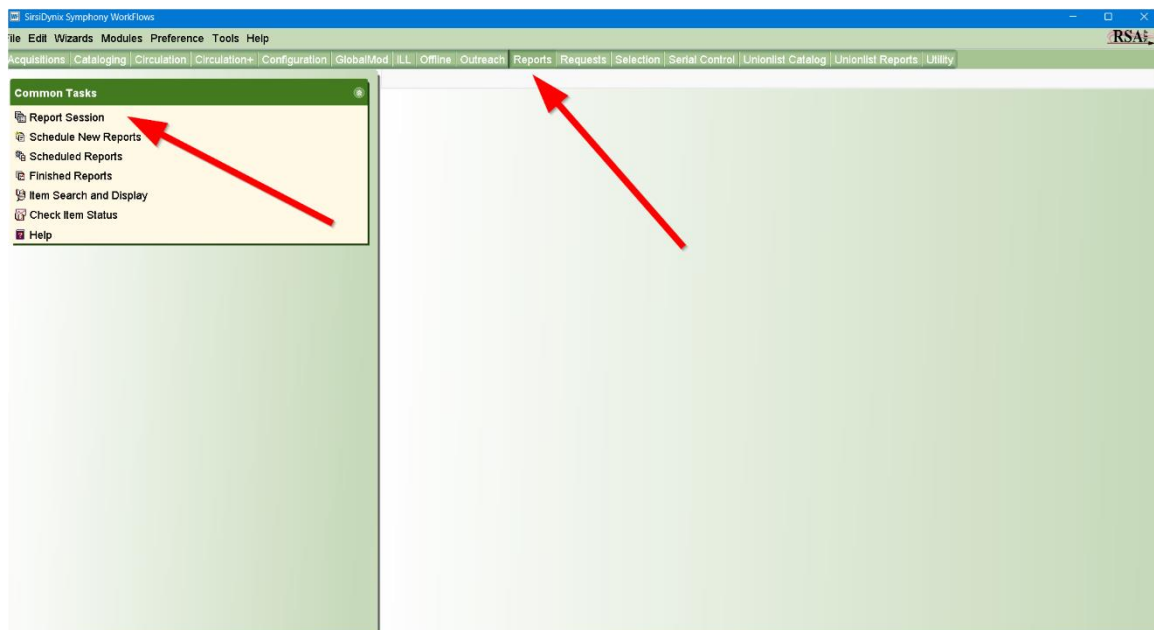 SirsiDynix Symphony WorkFlows
ile Edit Wizards Modules Preference Tools Help
RSA
Acquisitions Cataloging Circulation Circulation+ Configuration GlobalMod ILL Offline Outreach Reports Requests Selection Serial Control Unionlist Catalog Unionlist Reports Utility
Common Tasks
Report Session
Schedule New Reports
Scheduled Reports
Finished Reports
Item Search and Display
Check Item Status
Help